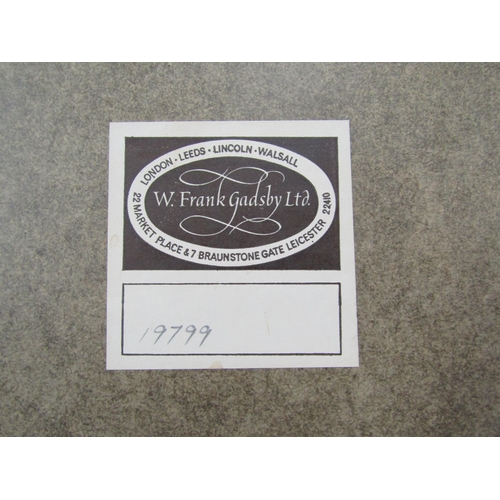 LONDON · LEEDS · LINCOLN · WALSALL
W. Frank Gadsby Ltd.
22 MARKET PLACE & 7 BRAUNSTONE GATE LEICESTER 22410
19799